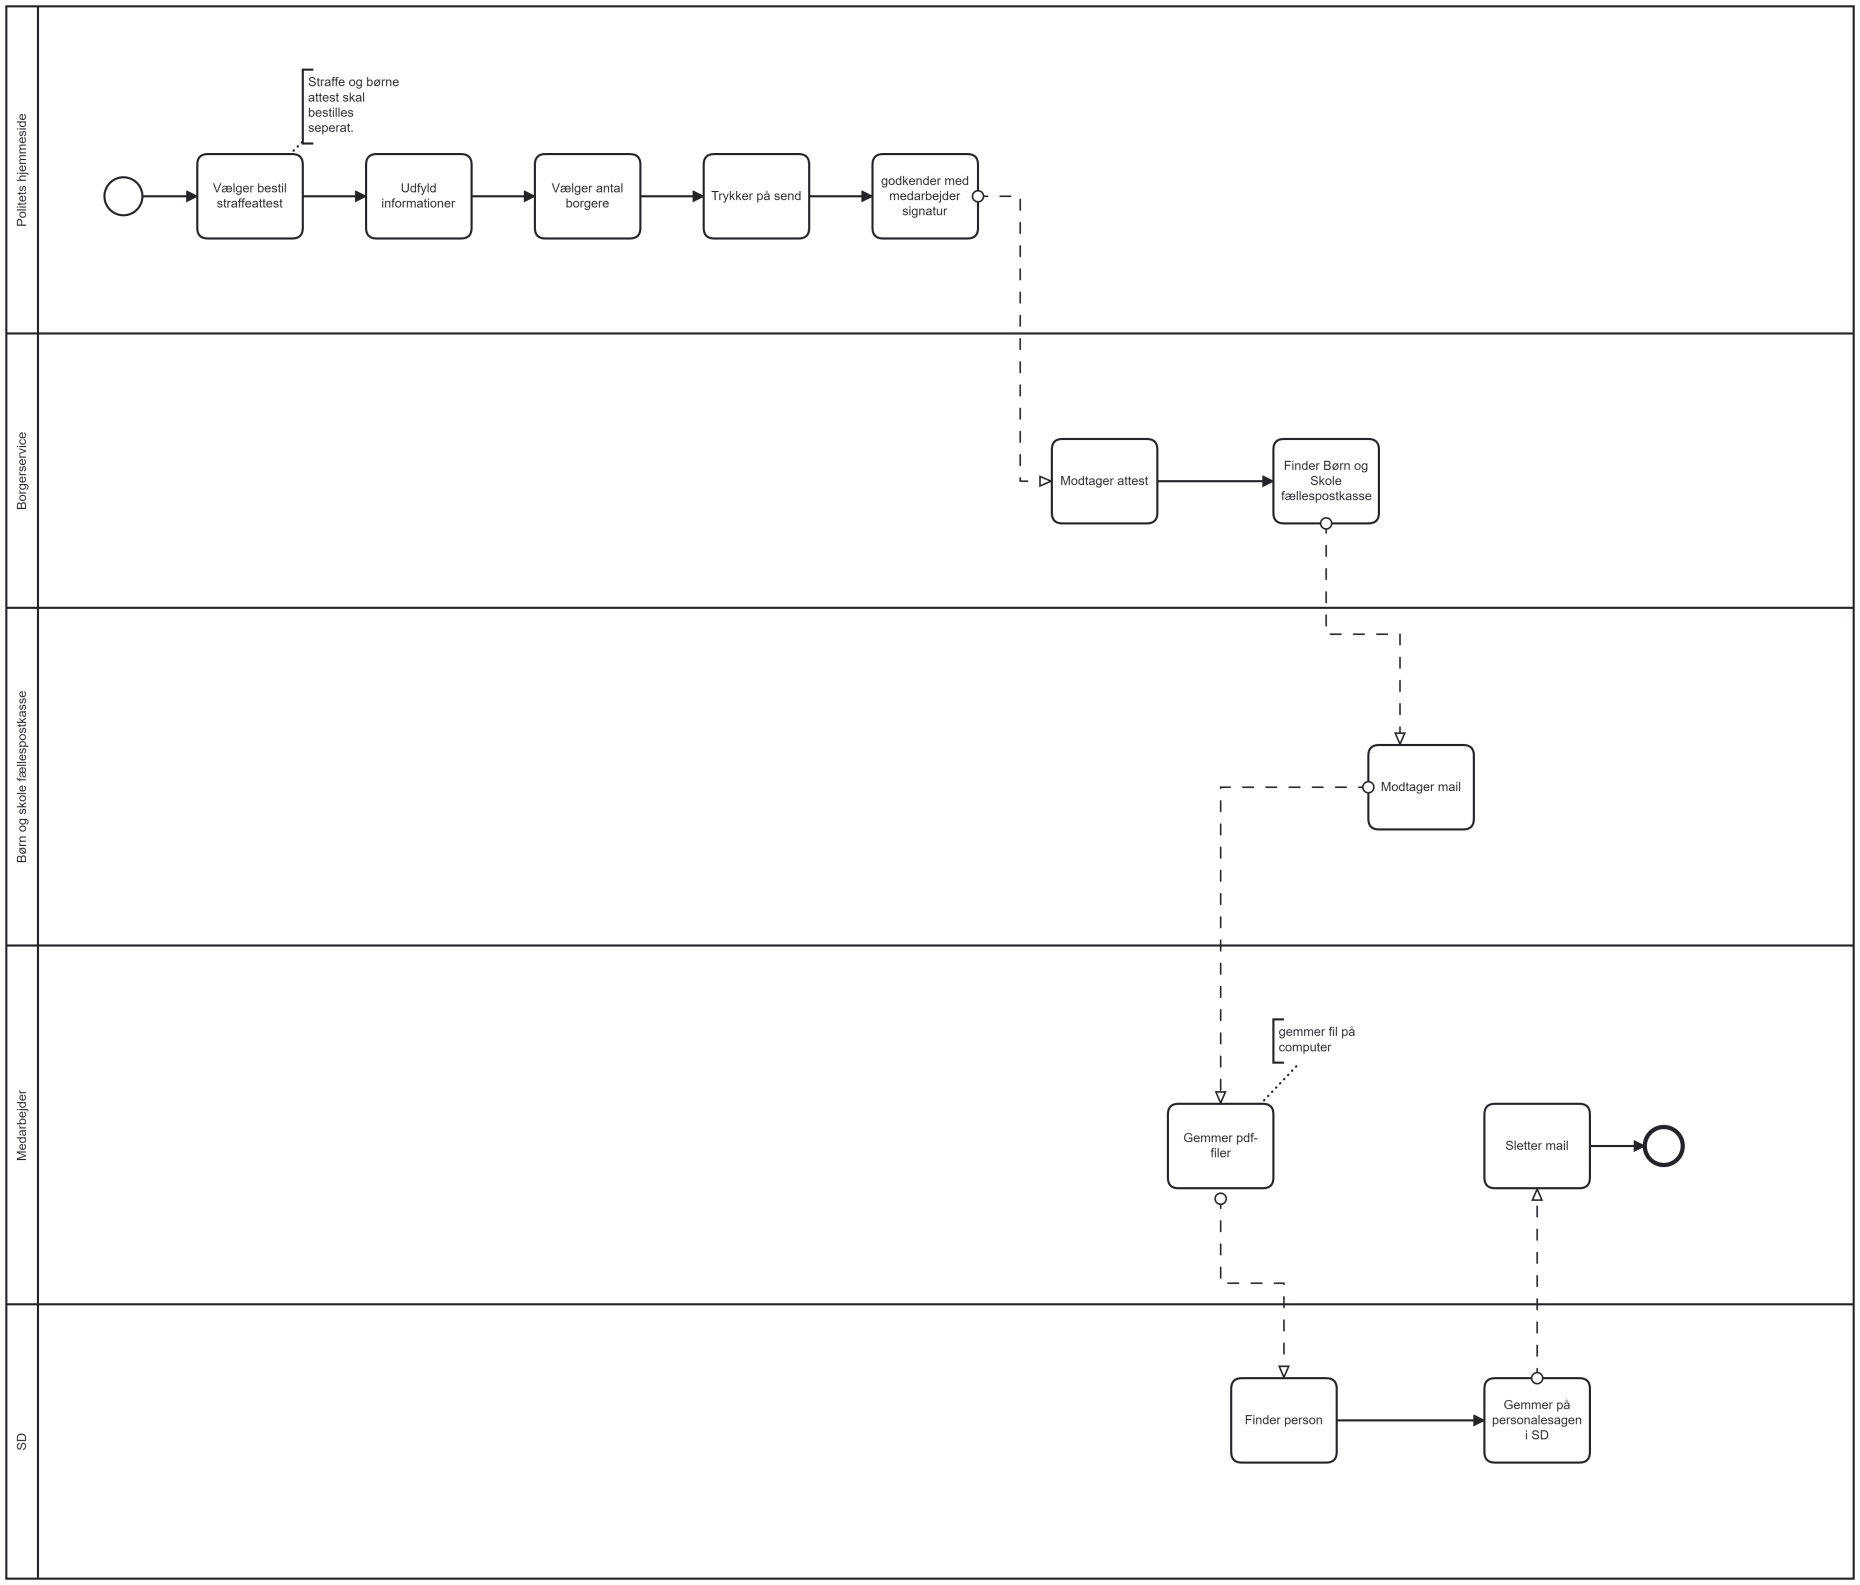 Politets hjemmeside
Straffe og børne
attest skal
bestilles
seperat.
Vælger bestil
straffeattest
Udfyld
informationer
Vælger antal
borgere
Trykker på send
godkender med
medarbejder
signatur
Borgerservice
Modtager attest
Finder Børn og
Skole
fællespostkasse
Børn og skole fællespostkasse
Modtager mail
Medarbejder
gemmer fil på
computer
Gemmer pdf-
filer
Sletter mail
SD
Finder person
Gemmer på
personalesagen
i SD